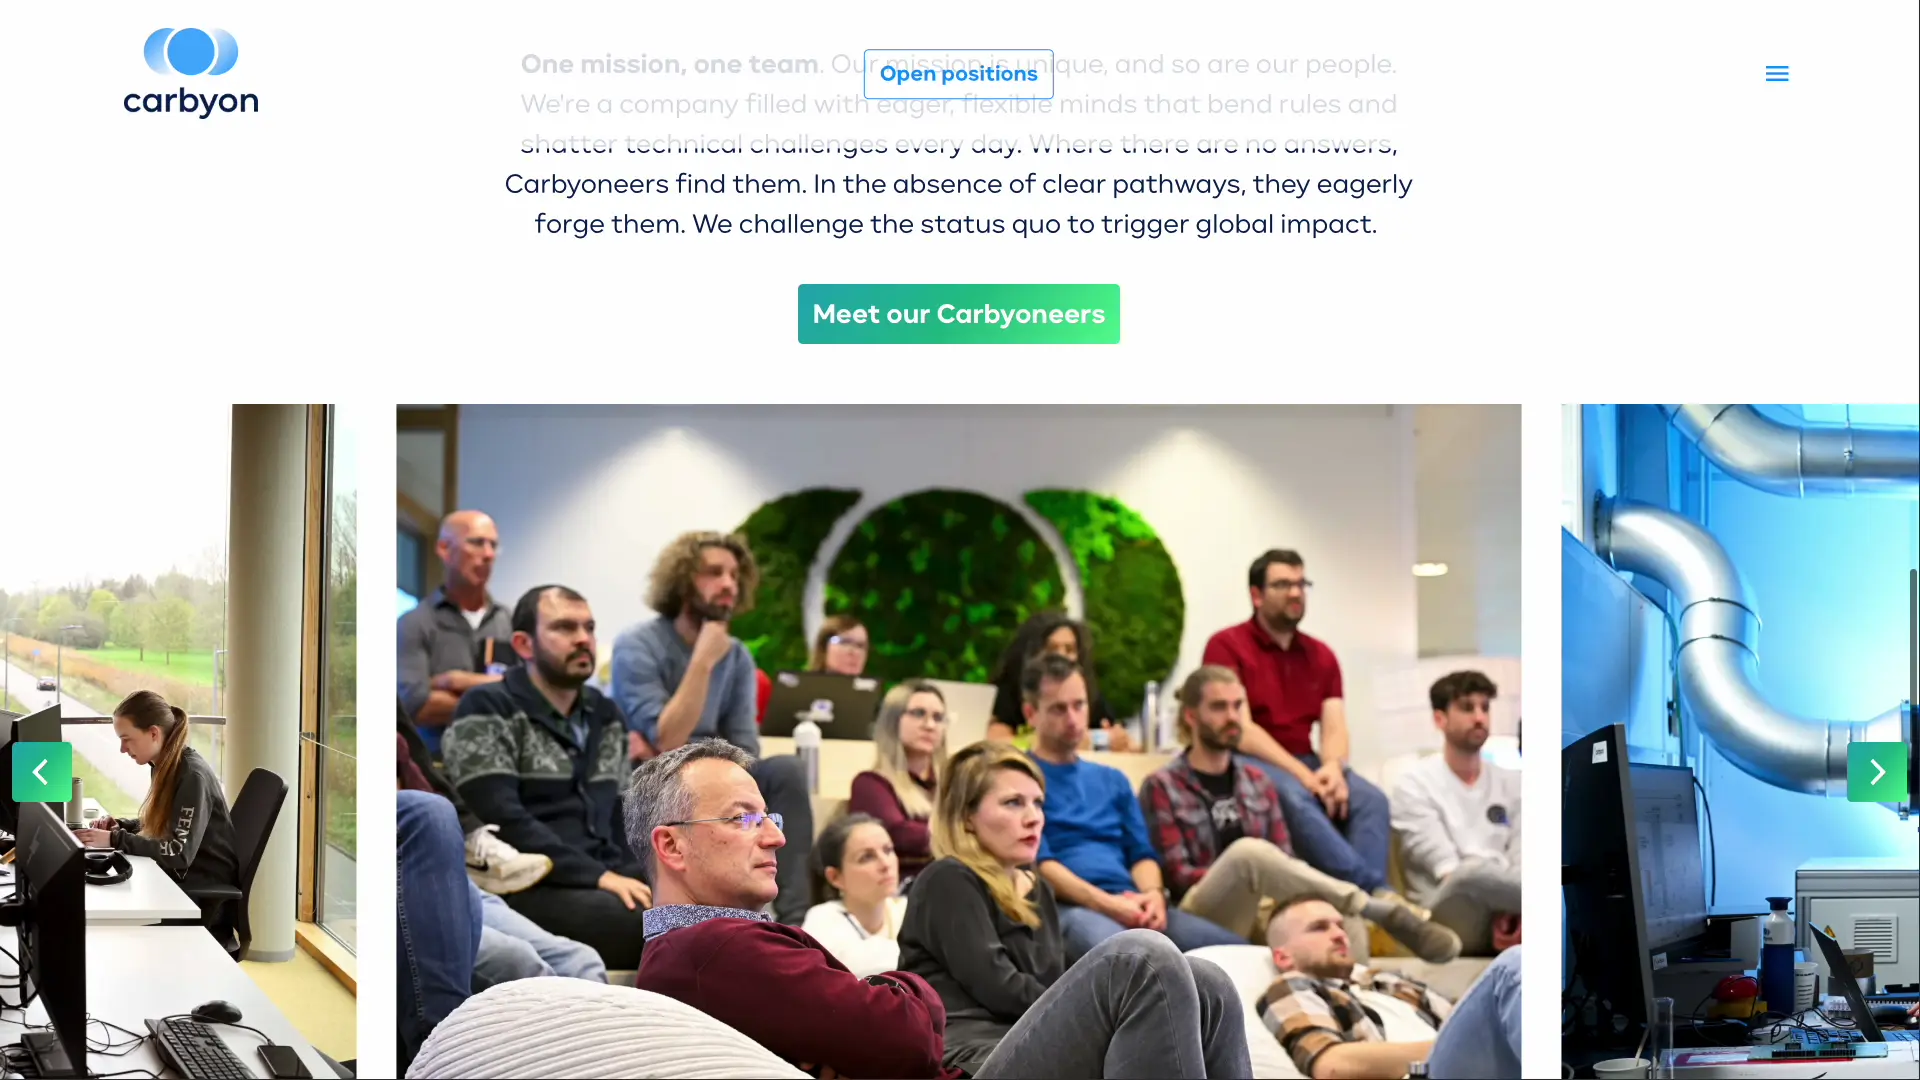 carbyon
Open positions
One mission, one team. Our mission is unique, and so are our people.
We're a company filled with eager, flexible minds that bend rules and
shatter technical challenges every day. Where there are no answers,
Carbyoneers find them. In the absence of clear pathways, they eagerly
forge them. We challenge the status quo to trigger global impact.
Meet our Carbyoneers